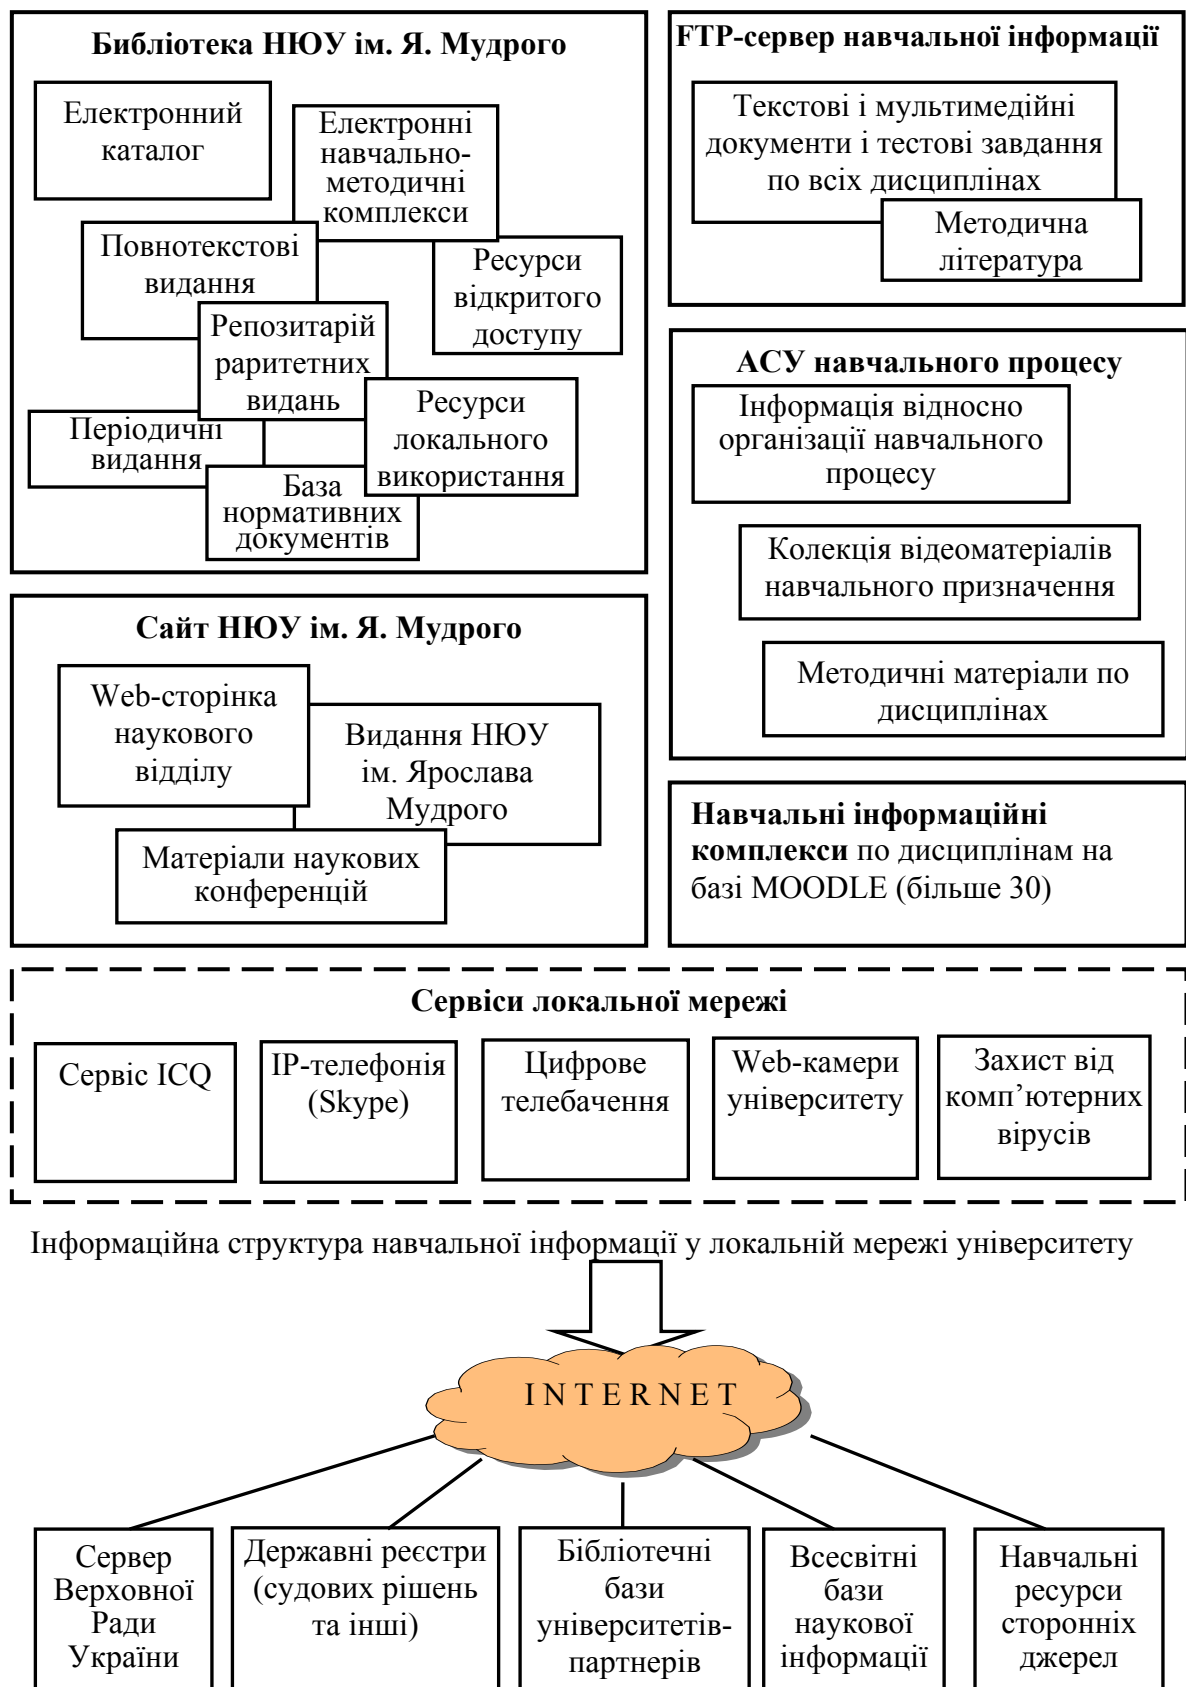 Библіотека НЮУ ім. Я. Мудрого
Електронний
каталог
Електронні
навчально-
методичні
комплекси
Повнотекстові
видання
Ресурси
відкритого
доступу
Репозитарій
раритетних
видань
Ресурси
локального
використання
Періодичні
видання
База
нормативних
документів
FTP-сервер навчальної інформації
Текстові і мультимедійні
документи і тестові завдання
по всіх дисциплінах
Методична
література
АСУ навчального процесу
Інформація відносно
організації навчального
процесу
Колекція відеоматеріалів
навчального призначення
Методичні матеріали по
дисциплінах
Сайт НЮУ ім. Я. Мудрого
Web-сторінка
наукового
відділу
Видання НЮУ
ім. Ярослава
Мудрого
Матеріали наукових
конференцій
Навчальні інформаційні
комплекси по дисциплінам на
базі MOODLE (більше 30)
Сервіси локальної мережі
Сервіс ICQ
IP-телефонія
(Skype)
Цифрове
телебачення
Web-камери
університету
Захист від
комп’ютерних
вірусів
Інформаційна структура навчальної інформації у локальній мережі університету
INTERNET
Сервер
Верховної
Ради
України
Державні реєстри
(судових рішень
та інші)
Бібліотечні
бази
університетів-
партнерів
Всесвітні
бази
наукової
інформації
Навчальні
ресурси
сторонніх
джерел